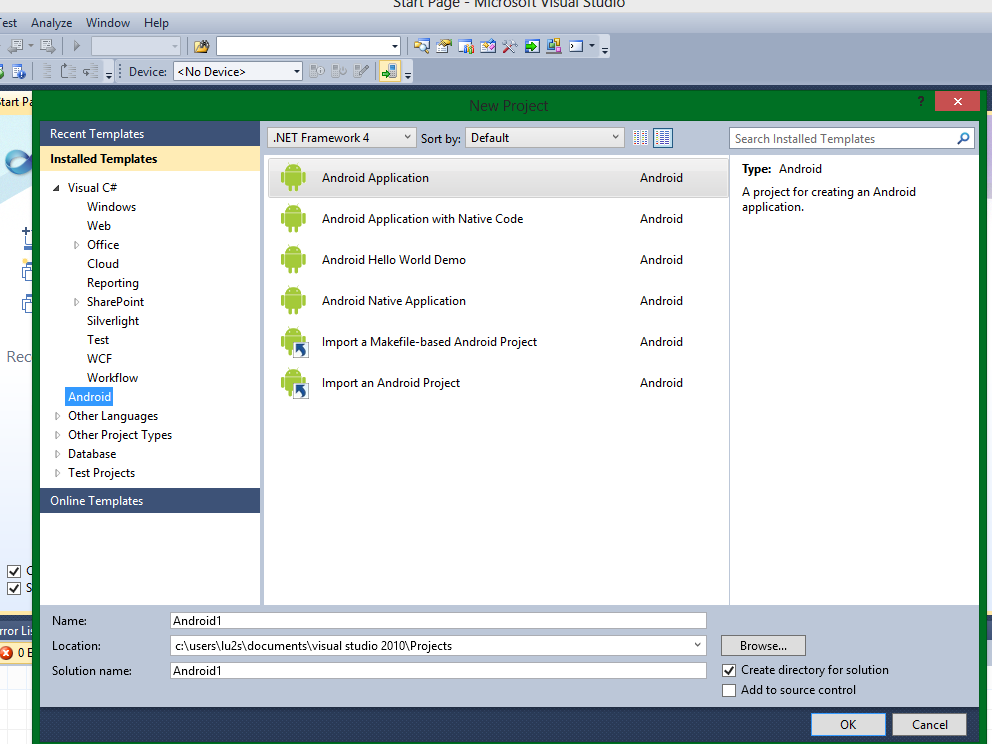 Start Page - Microsoft Visual Studio
Test Analyze Window Help
Device: <No Device>
Start Pa
New Project
?
Recent Templates
.NET Framework 4
Sort by:
Default
Search Installed Templates
Installed Templates
Visual C#
Windows
Web
Office
Cloud
Reporting
SharePoint
Silverlight
Test
WCF
Workflow
Android
Other Languages
Other Project Types
Database
Test Projects
Online Templates
Android Application Android
Android Application with Native Code Android
Android Hello World Demo Android
Android Native Application Android
Import a Makefile-based Android Project Android
Import an Android Project Android
Type: Android
A project for creating an Android
application.
Rec
C
S
rror Lis
0 E
Name: Android1
Location: c:\users\lu2s\documents\visual studio 2010\Projects
Browse...
Solution name: Android1
Create directory for solution
Add to source control
OK Cancel